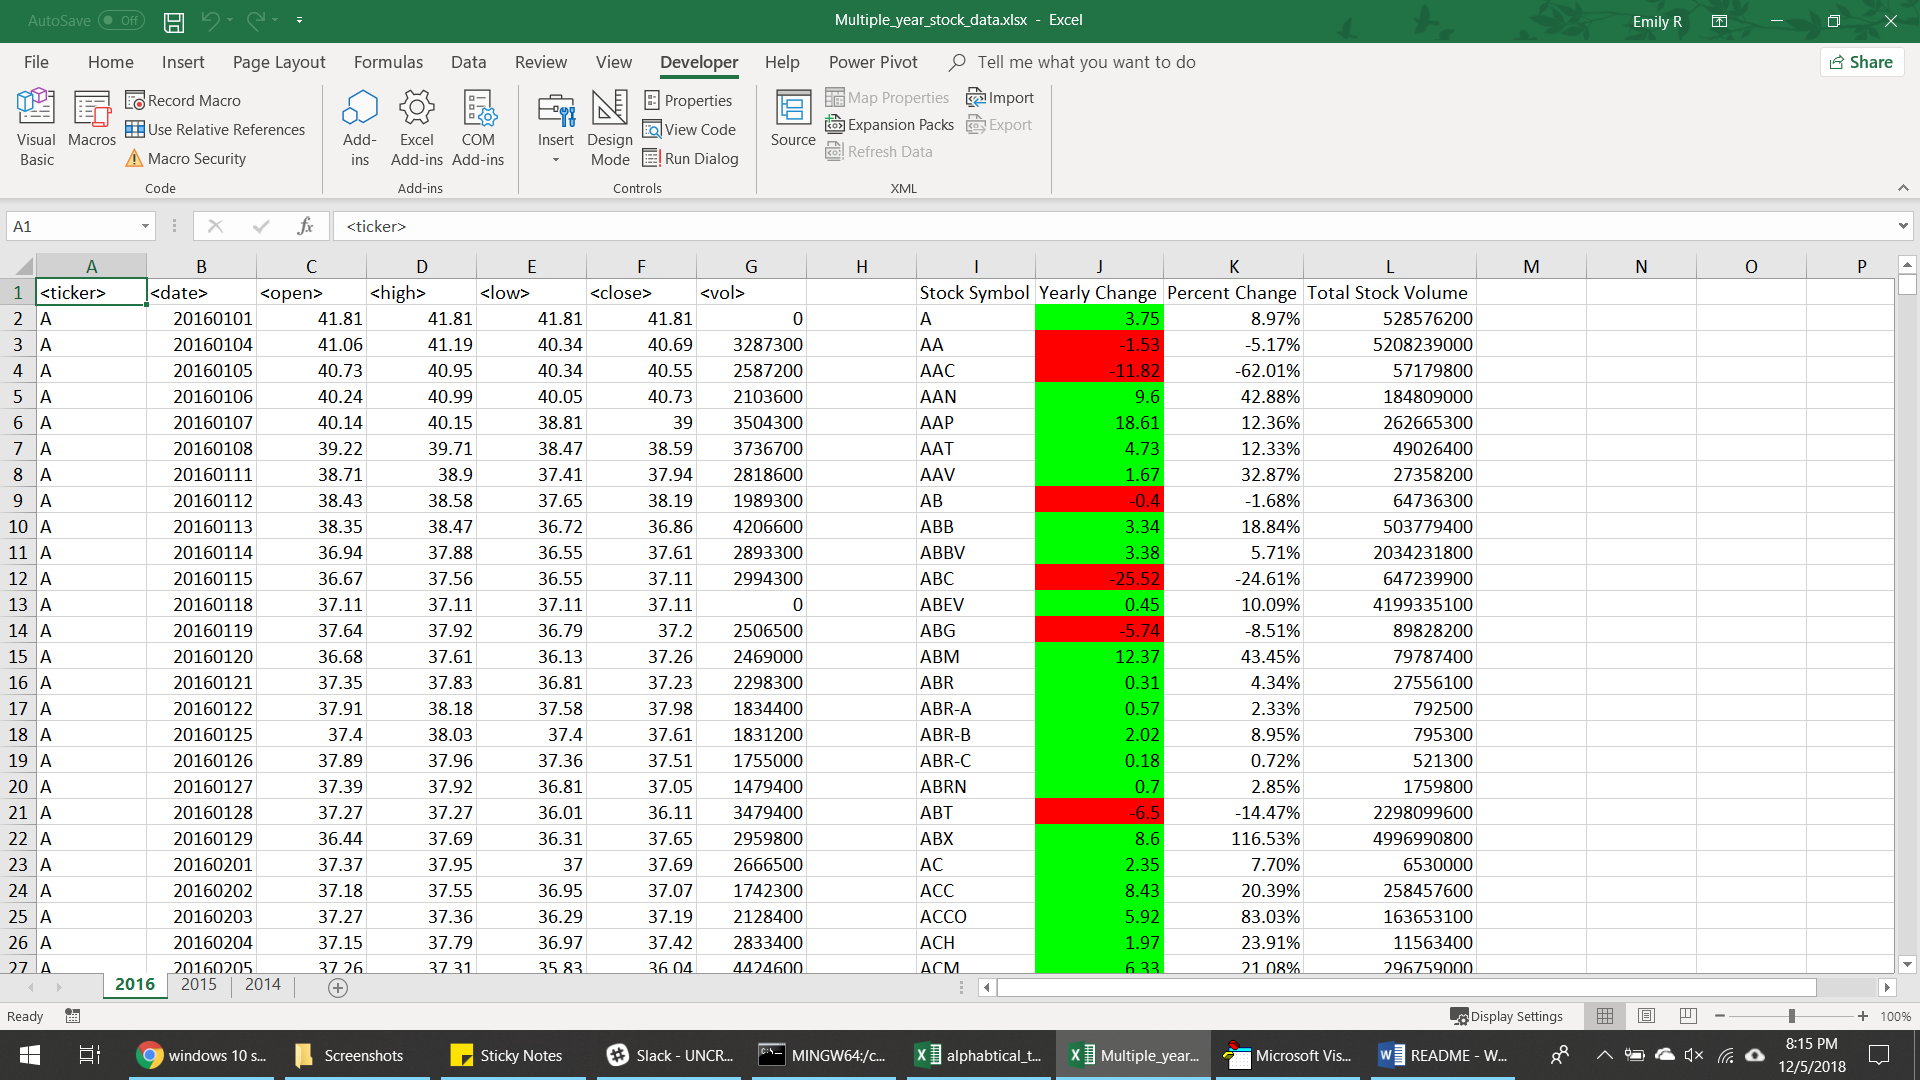 AutoSave Off
Multiple_year_stock_data.xlsx - Excel
Emily R
File Home Insert Page Layout Formulas Data Review View Developer Help Power Pivot Tell me what you want to do Share
Visual Basic
Macros
Record Macro
Use Relative References
Macro Security
Code
Add-ins
Excel Add-ins
COM Add-ins
Add-ins
Insert
Design Mode
Properties
View Code
Run Dialog
Controls
Source
Map Properties
Expansion Packs
Refresh Data
Import
Export
XML
A1 fx <ticker>
A B C D E F G H I J K L M N O P
1 <ticker> <date> <open> <high> <low> <close> <vol> Stock Symbol Yearly Change Percent Change Total Stock Volume
2 A 20160101 41.81 41.81 41.81 41.81 0 A 3.75 8.97% 528576200
3 A 20160104 41.06 41.19 40.34 40.69 3287300 AA -1.53 -5.17% 5208239000
4 A 20160105 40.73 40.95 40.34 40.55 2587200 AAC -11.82 -62.01% 57179800
5 A 20160106 40.24 40.99 40.05 40.73 2103600 AAN 9.6 42.88% 184809000
6 A 20160107 40.14 40.15 38.81 39 3504300 AAP 18.61 12.36% 262665300
7 A 20160108 39.22 39.71 38.47 38.59 3736700 AAT 4.73 12.33% 49026400
8 A 20160111 38.71 38.9 37.41 37.94 2818600 AAV 1.67 32.87% 27358200
9 A 20160112 38.43 38.58 37.65 38.19 1989300 AB -0.4 -1.68% 64736300
10 A 20160113 38.35 38.47 36.72 36.86 4206600 ABB 3.34 18.84% 503779400
11 A 20160114 36.94 37.88 36.55 37.61 2893300 ABBV 3.38 5.71% 2034231800
12 A 20160115 36.67 37.56 36.55 37.11 2994300 ABC -25.52 -24.61% 647239900
13 A 20160118 37.11 37.11 37.11 37.11 0 ABEV 0.45 10.09% 4199335100
14 A 20160119 37.64 37.92 36.79 37.2 2506500 ABG -5.74 -8.51% 89828200
15 A 20160120 36.68 37.61 36.13 37.26 2469000 ABM 12.37 43.45% 79787400
16 A 20160121 37.35 37.83 36.81 37.23 2298300 ABR 0.31 4.34% 27556100
17 A 20160122 37.91 38.18 37.58 37.98 1834400 ABR-A 0.57 2.33% 792500
18 A 20160125 37.4 38.03 37.4 37.61 1831200 ABR-B 2.02 8.95% 795300
19 A 20160126 37.89 37.96 37.36 37.51 1755000 ABR-C 0.18 0.72% 521300
20 A 20160127 37.39 37.92 36.81 37.05 1479400 ABRN 0.7 2.85% 1759800
21 A 20160128 37.27 37.27 36.01 36.11 3479400 ABT -6.5 -14.47% 2298099600
22 A 20160129 36.44 37.69 36.31 37.65 2959800 ABX 8.6 116.53% 4996990800
23 A 20160201 37.37 37.95 37 37.69 2666500 AC 2.35 7.70% 6530000
24 A 20160202 37.18 37.55 36.95 37.07 1742300 ACC 8.43 20.39% 258457600
25 A 20160203 37.27 37.36 36.29 37.19 2128400 ACCO 5.92 83.03% 163653100
26 A 20160204 37.15 37.79 36.97 37.42 2833400 ACH 1.97 23.91% 11563400
27 A 20160205 37.26 37.31 35.83 36.04 4424600 ACM 6.33 21.08% 296759000
2016 2015 2014
Ready
Display Settings
100%
windows 10 s...
Screenshots
Sticky Notes
Slack - UNCR...
MINGW64:/c...
alphabtical_t...
Multiple_year...
Microsoft Vis...
README - W...
8:15 PM
12/5/2018